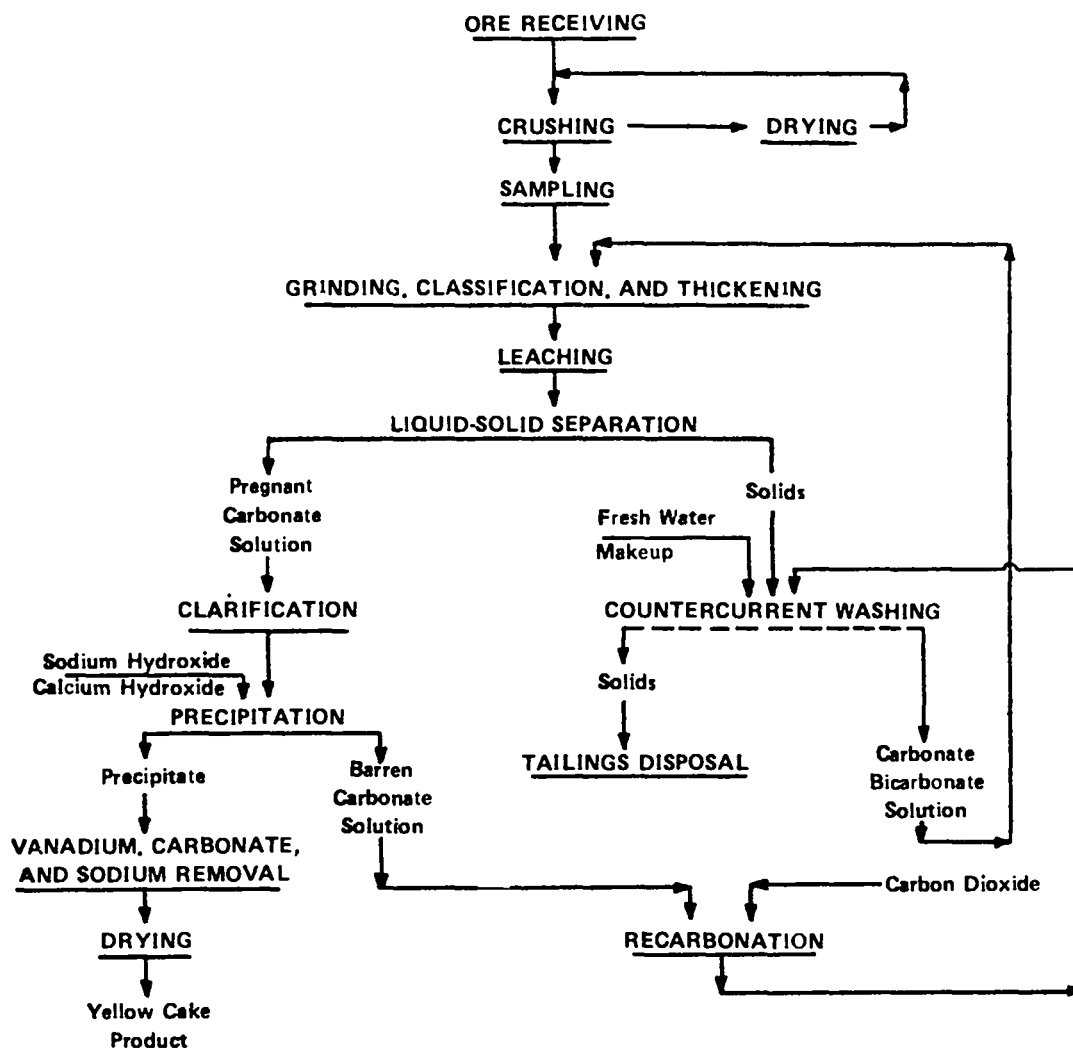 ORE RECEIVING
CRUSHING
DRYING
SAMPLING
GRINDING, CLASSIFICATION, AND THICKENING
LEACHING
LIQUID-SOLID SEPARATION
Pregnant
Carbonate
Solution
Solids
Fresh Water
Makeup
CLARIFICATION
COUNTERCURRENT WASHING
Sodium Hydroxide
Calcium Hydroxide
PRECIPITATION
Solids
TAILINGS DISPOSAL
Carbonate
Bicarbonate
Solution
Precipitate
Barren
Carbonate
Solution
VANADIUM, CARBONATE,
AND SODIUM REMOVAL
Carbon Dioxide
DRYING
RECARBONATION
Yellow Cake
Product